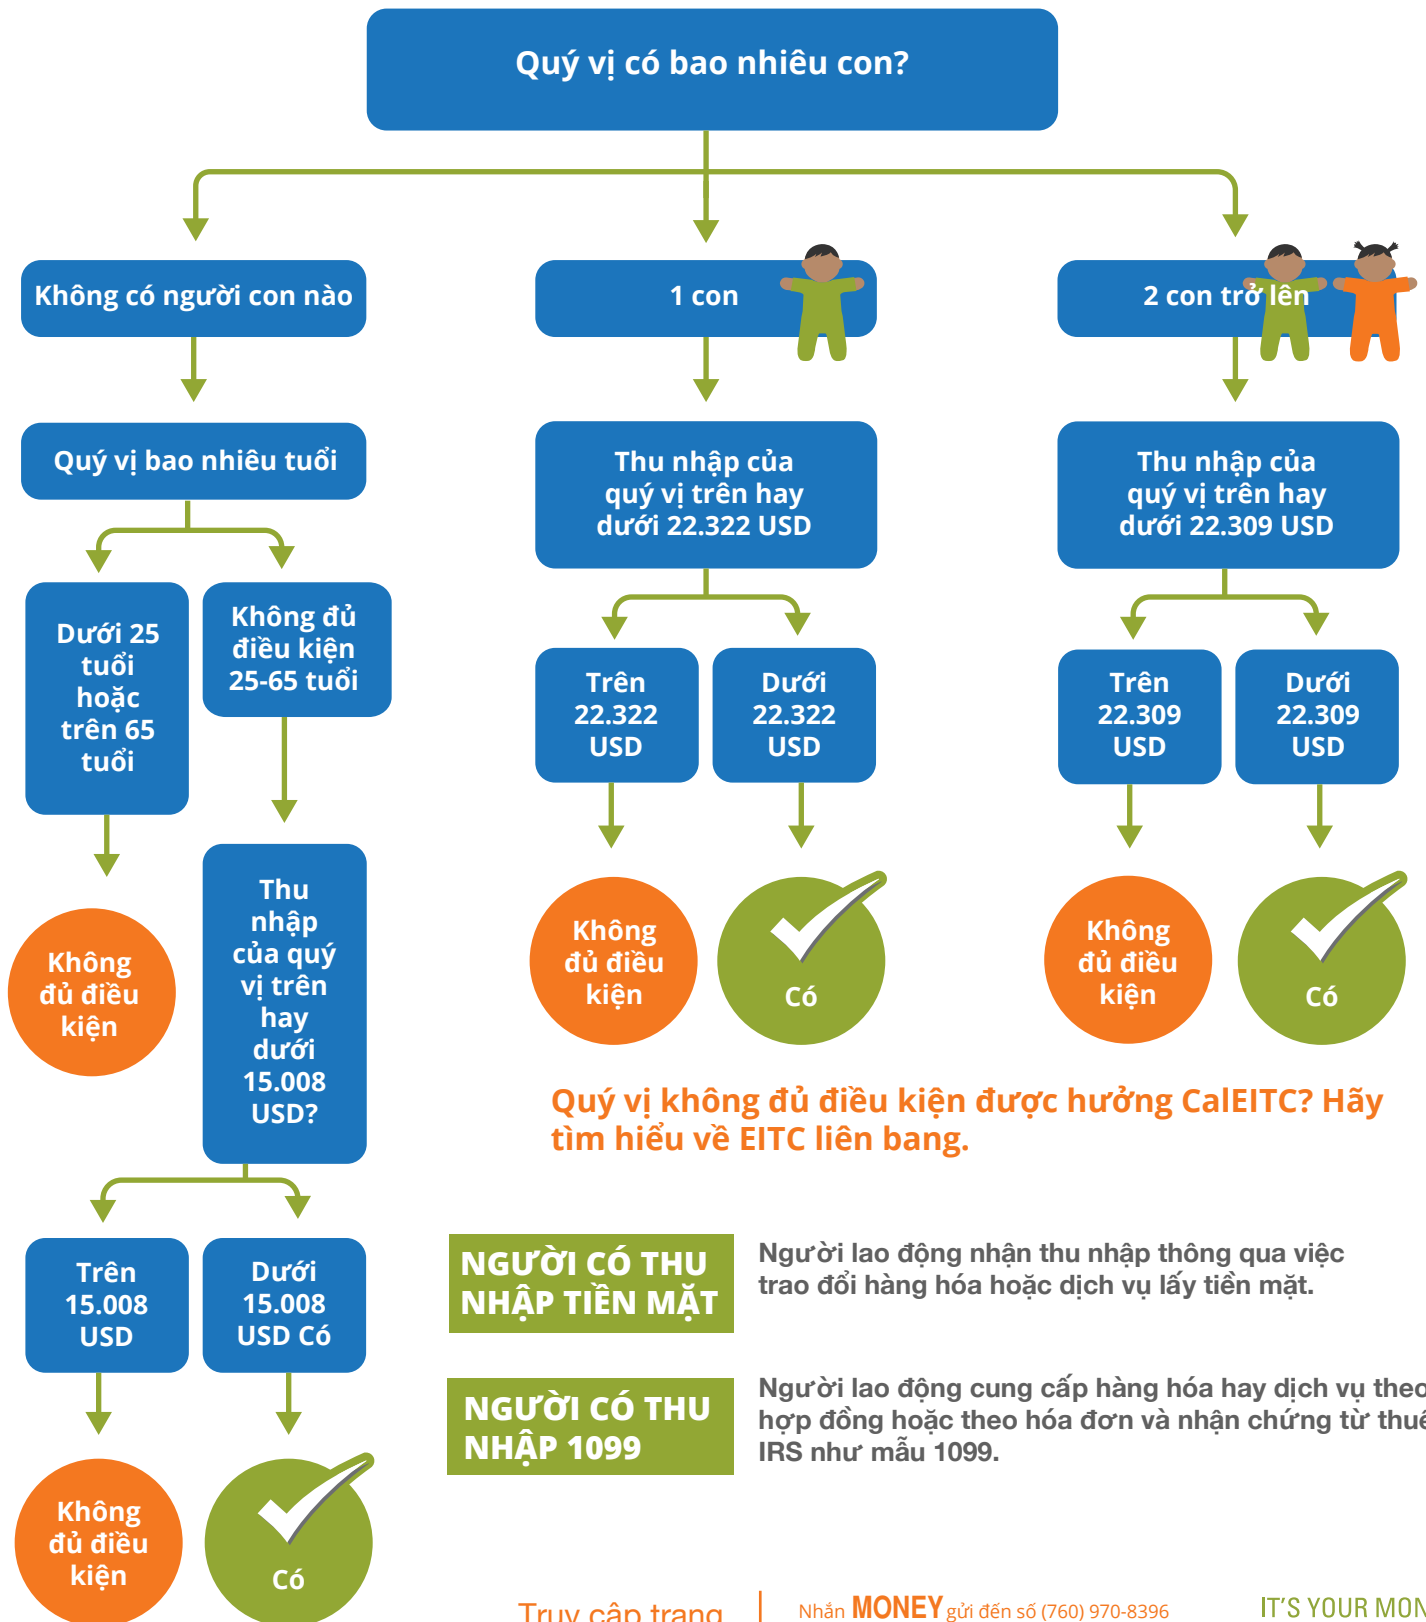 Quý vị có bao nhiêu con?
Không có người con nào
1 con
2 con trở lên
Quý vị bao nhiêu tuổi
Dưới 25
tuổi
hoặc
trên 65
tuổi
Không đủ
điều kiện
25-65 tuổi
Không
đủ điều
kiện
Thu
nhập
của quý
vị trên
hay
dưới
15.008
USD?
Trên
15.008
USD
Dưới
15.008
USD Có
Không
đủ điều
kiện
Có
Thu nhập của
quý vị trên hay
dưới 22.322 USD
Trên
22.322
USD
Dưới
22.322
USD
Không
đủ điều
kiện
Có
Thu nhập của
quý vị trên hay
dưới 22.309 USD
Trên
22.309
USD
Dưới
22.309
USD
Không
đủ điều
kiện
Có
Quý vị không đủ điều kiện được hưởng CalEITC? Hãy
tìm hiểu về EITC liên bang.
NGƯỜI CÓ THU
NHẬP TIỀN MẶT
Người lao động nhận thu nhập thông qua việc
trao đổi hàng hóa hoặc dịch vụ lấy tiền mặt.
NGƯỜI CÓ THU
NHẬP 1099
Người lao động cung cấp hàng hóa hay dịch vụ theo
hợp đồng hoặc theo hóa đơn và nhận chứng từ thuế
IRS như mẫu 1099.
Truy cập trang
Nhắn MONEY gửi đến số (760) 970-8396
IT'S YOUR MON